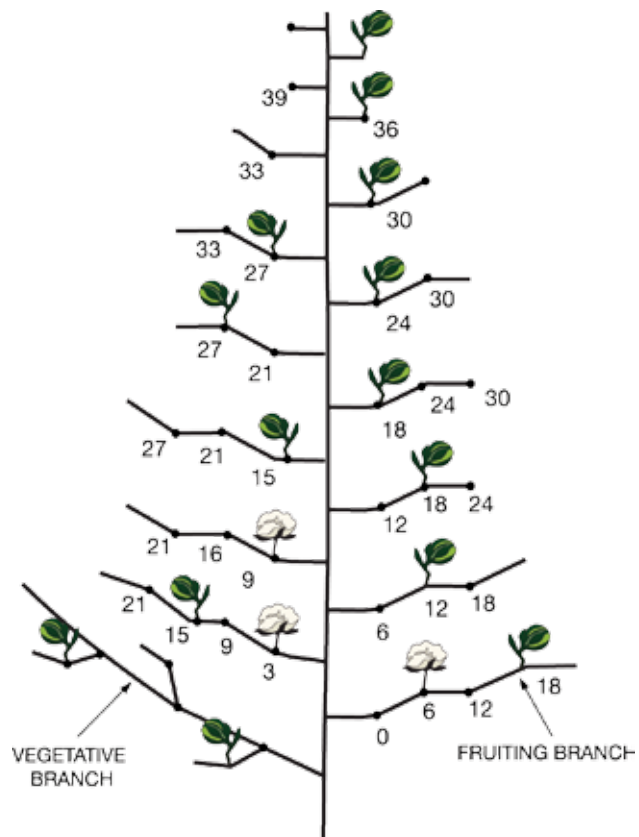 39
36
33
30
33 27
24 30
27 21
18 24 30
27 21 15
12 18 24
21 16 9
6 12 18
21 15 9 3
0 6 12 18
VEGETATIVE
BRANCH
FRUITING BRANCH